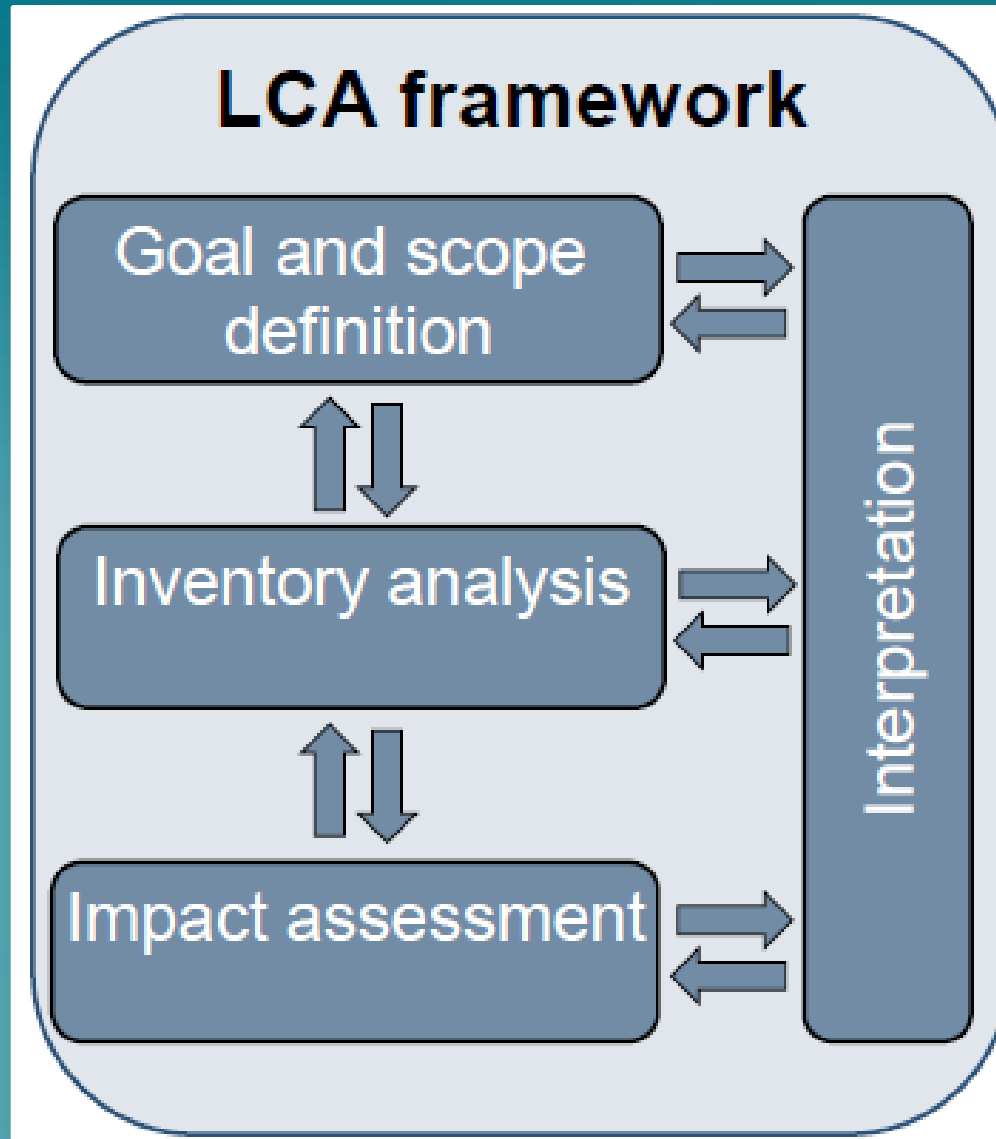 LCA framework
Goal and scope
definition
Inventory analysis
Impact assessment
Interpretation